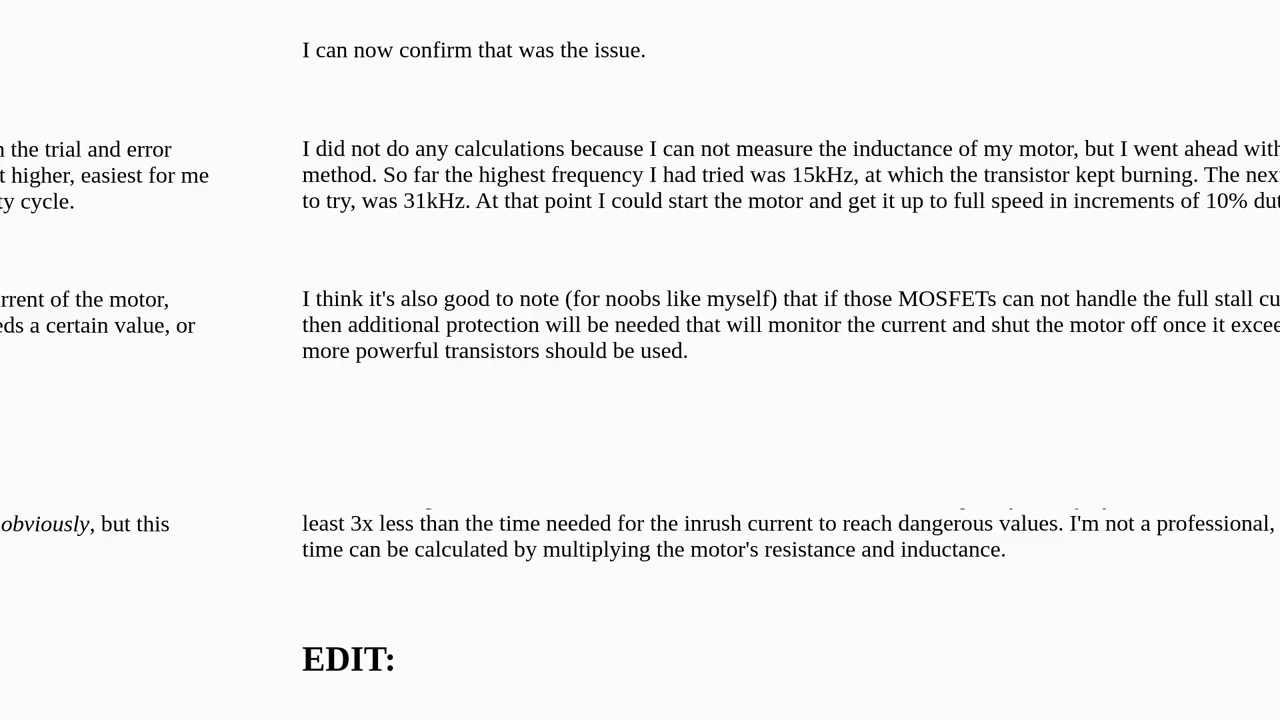 I can now confirm that was the issue.
the trial and error
t higher, easiest for me
ty cycle.
I did not do any calculations because I can not measure the inductance of my motor, but I went ahead with
method. So far the highest frequency I had tried was 15kHz, at which the transistor kept burning. The nex
to try, was 31kHz. At that point I could start the motor and get it up to full speed in increments of 10% dut
rrent of the motor,
eds a certain value, or
I think it's also good to note (for noobs like myself) that if those MOSFETs can not handle the full stall cu
then additional protection will be needed that will monitor the current and shut the motor off once it excee
more powerful transistors should be used.
obviously, but this
least 3x less than the time needed for the inrush current to reach dangerous values. I'm not a professional,
time can be calculated by multiplying the motor's resistance and inductance.
EDIT: